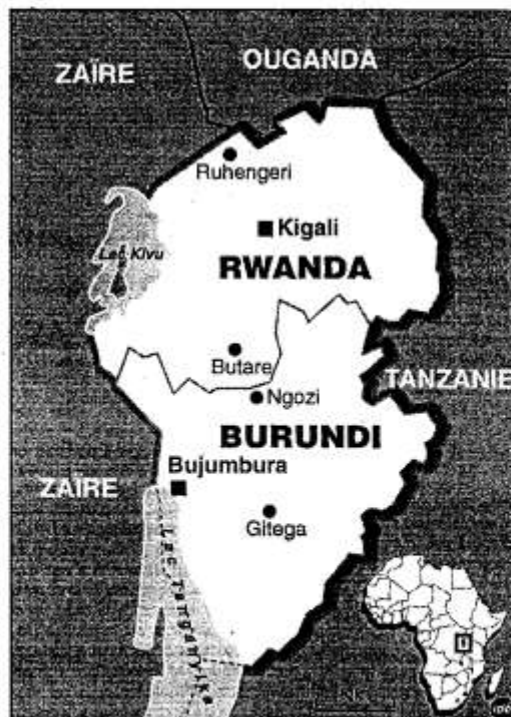 ZAÏRE
OUGANDA
Ruhengeri
Lac Kivu
Kigali
RWANDA
Butare
TANZANIE
Ngozi
BURUNDI
Bujumbura
ZAÏRE
Gitega
Lac Tanganyika